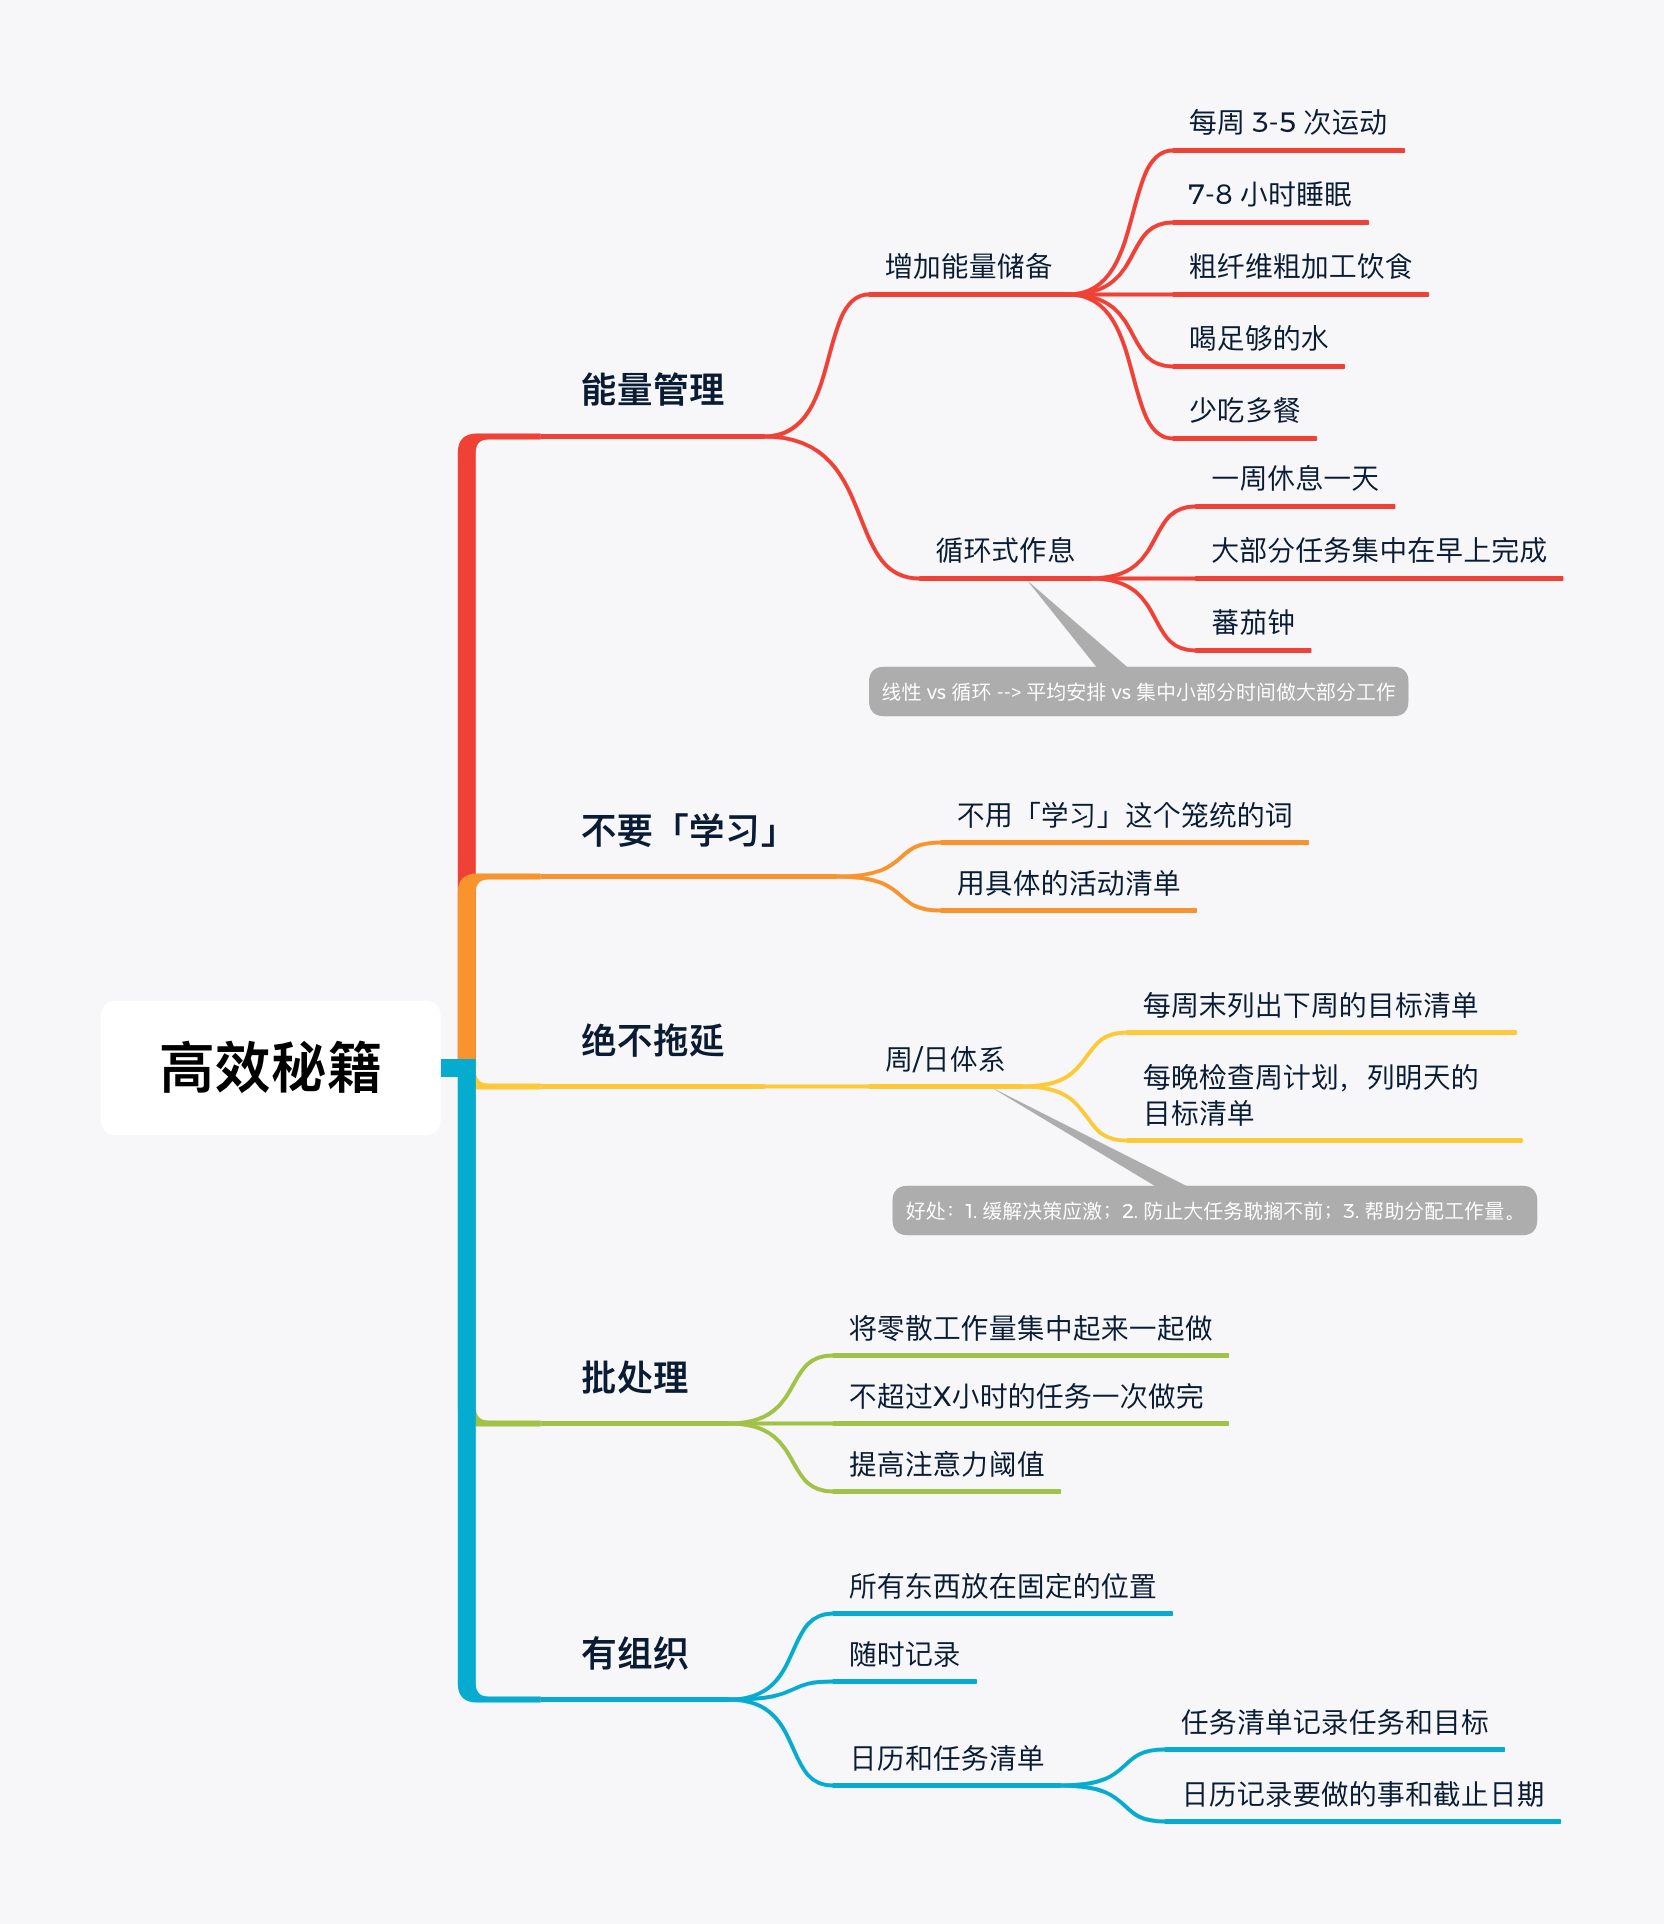 高效秘籍
能量管理
增加能量储备
每周 3-5 次运动
7-8 小时睡眠
粗纤维粗加工饮食
喝足够的水
少吃多餐
循环式作息
一周休息一天
大部分任务集中在早上完成
蕃茄钟
线性 vs 循环 --> 平均安排 vs 集中小部分时间做大部分工作
不要「学习」
不用「学习」这个笼统的词
用具体的活动清单
绝不拖延
周/日体系
每周末列出下周的目标清单
每晚检查周计划，列明天的
目标清单
好处：1. 缓解决策应激；2. 防止大任务耽搁不前；3. 帮助分配工作量。
批处理
将零散工作量集中起来一起做
不超过X小时的任务一次做完
提高注意力阈值
有组织
所有东西放在固定的位置
随时记录
日历和任务清单
任务清单记录任务和目标
日历记录要做的事和截止日期